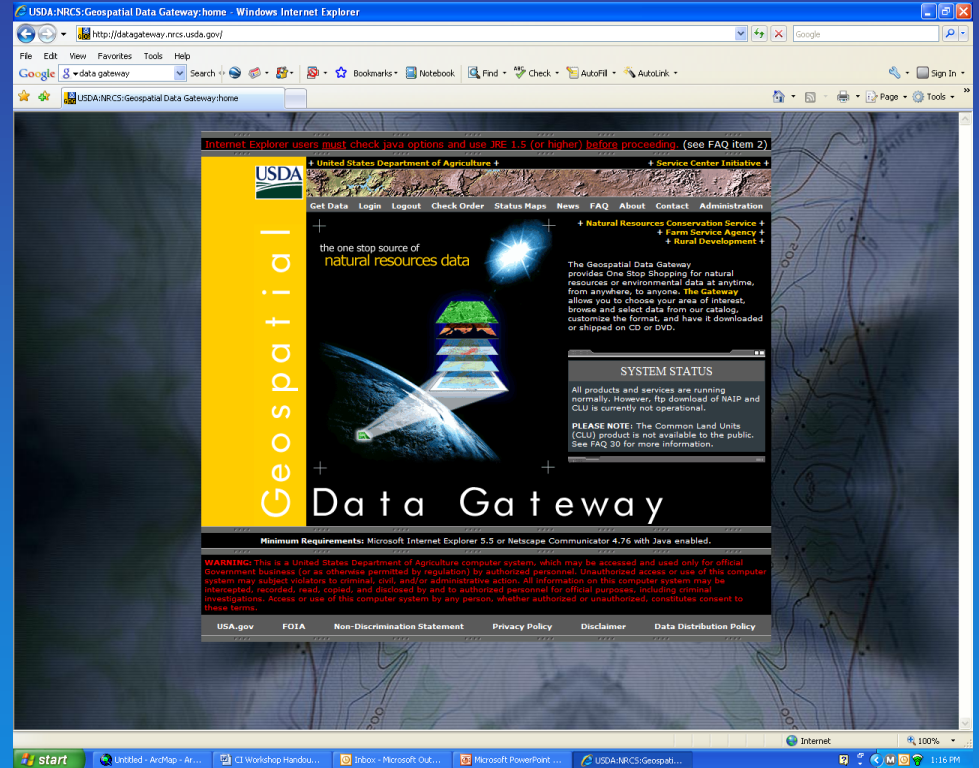 USDA:NRCS:Geospatial Data Gateway:home - Windows Internet Explorer
http://datagateway.nrcs.usda.gov/
Google
File Edit View Favorites Tools Help
Google data gateway Search Bookmarks Notebook Find Check AutoFill AutoLink Sign In
USDA:NRCS:Geospatial Data Gateway:home Page Tools
Internet Explorer users must check java options and use JRE 1.5 (or higher) before proceeding. (see FAQ item 2)
USDA
+ United States Department of Agriculture + + Service Center Initiative +
Get Data Login Logout Check Order Status Maps News FAQ About Contact Administration
+ Natural Resources Conservation Service +
+ Farm Service Agency +
+ Rural Development +
the one stop source of
natural resources data
The Geospatial Data Gateway
provides One Stop Shopping for natural
resources or environmental data at anytime,
from anywhere, to anyone. The Gateway
allows you to choose your area of interest,
browse and select data from our catalog,
customize the format, and have it downloaded
or shipped on CD or DVD.
SYSTEM STATUS
All products and services are running
normally. However, ftp download of NAIP and
CLU is currently not operational.
PLEASE NOTE: The Common Land Units
(CLU) product is not available to the public.
See FAQ 30 for more information.
Geospatial
Data Gateway
Minimum Requirements: Microsoft Internet Explorer 5.5 or Netscape Communicator 4.76 with Java enabled.
WARNING: This is a United States Department of Agriculture computer system, which may be accessed and used only for official
Government business (or as otherwise permitted by regulation) by authorized personnel. Unauthorized access or use of this computer
system may subject violators to criminal, civil, and/or administrative action. All information on this computer system may be
intercepted, recorded, read, copied, and disclosed by and to authorized personnel for official purposes, including criminal
investigations. Access or use of this computer system by any person, whether authorized or unauthorized, constitutes consent to
these terms.
USA.gov FOIA Non-Discrimination Statement Privacy Policy Disclaimer Data Distribution Policy
Internet 100%
start Untitled - ArcMap - Ar... CI Workshop Handou... Inbox - Microsoft Out... Microsoft PowerPoint ... USDA:NRCS:Geospati... 1:16 PM